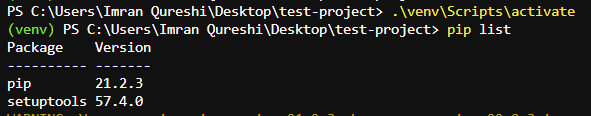 PS C:\Users\Imran Qureshi\Desktop\test-project> .\venv\Scripts\activate
(venv) PS C:\Users\Imran Qureshi\Desktop\test-project> pip list
Package    Version
---------- -------
pip        21.2.3
setuptools 57.4.0